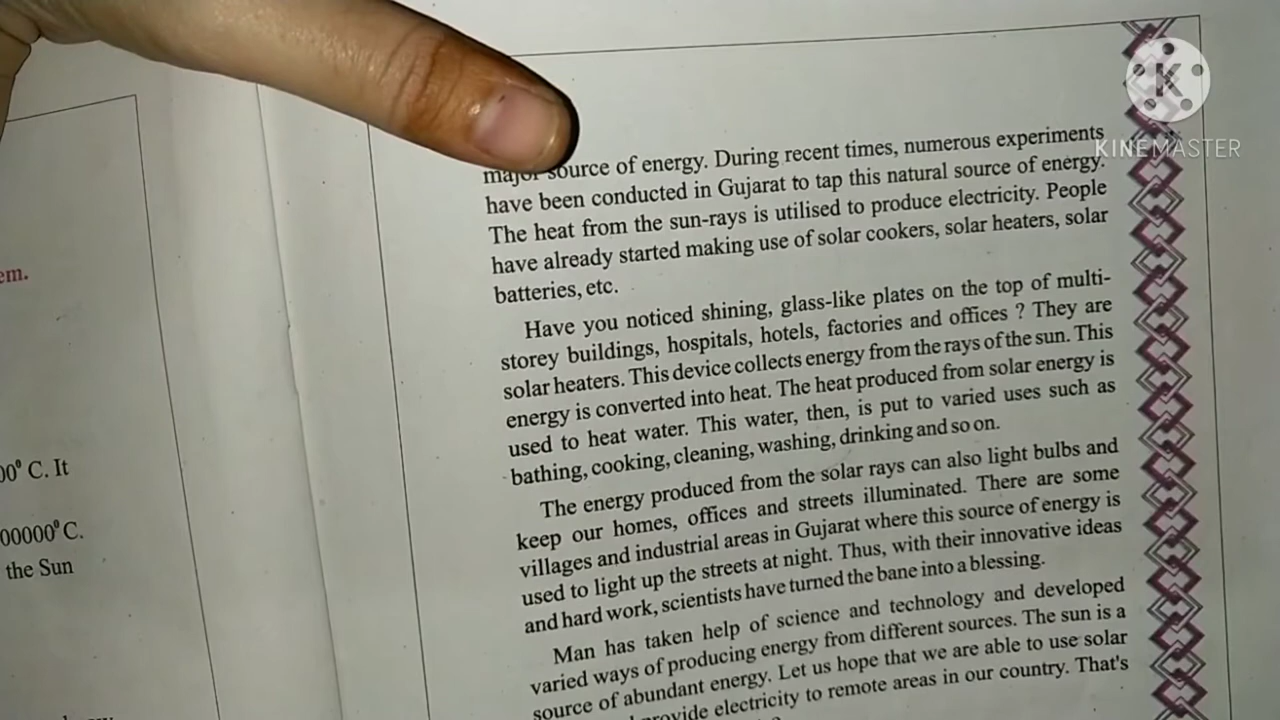 KINEMASTER
major source of energy. During recent times, numerous experiments
have been conducted in Gujarat to tap this natural source of energy.
The heat from the sun-rays is utilised to produce electricity. People
have already started making use of solar cookers, solar heaters, solar
batteries, etc.
Have you noticed shining, glass-like plates on the top of multi-
storey buildings, hospitals, hotels, factories and offices ? They are
solar heaters. This device collects energy from the rays of the sun. This
energy is converted into heat. The heat produced from solar energy is
used to heat water. This water, then, is put to varied uses such as
bathing, cooking, cleaning, washing, drinking and so on.
The energy produced from the solar rays can also light bulbs and
keep our homes, offices and streets illuminated. There are some
villages and industrial areas in Gujarat where this source of energy is
used to light up the streets at night. Thus, with their innovative ideas
and hard work, scientists have turned the bane into a blessing.
Man has taken help of science and technology and developed
varied ways of producing energy from different sources. The sun is a
source of abundant energy. Let us hope that we are able to use solar
provide electricity to remote areas in our country. That's
em.
00⁰ C. It
00000⁰ C.
the Sun